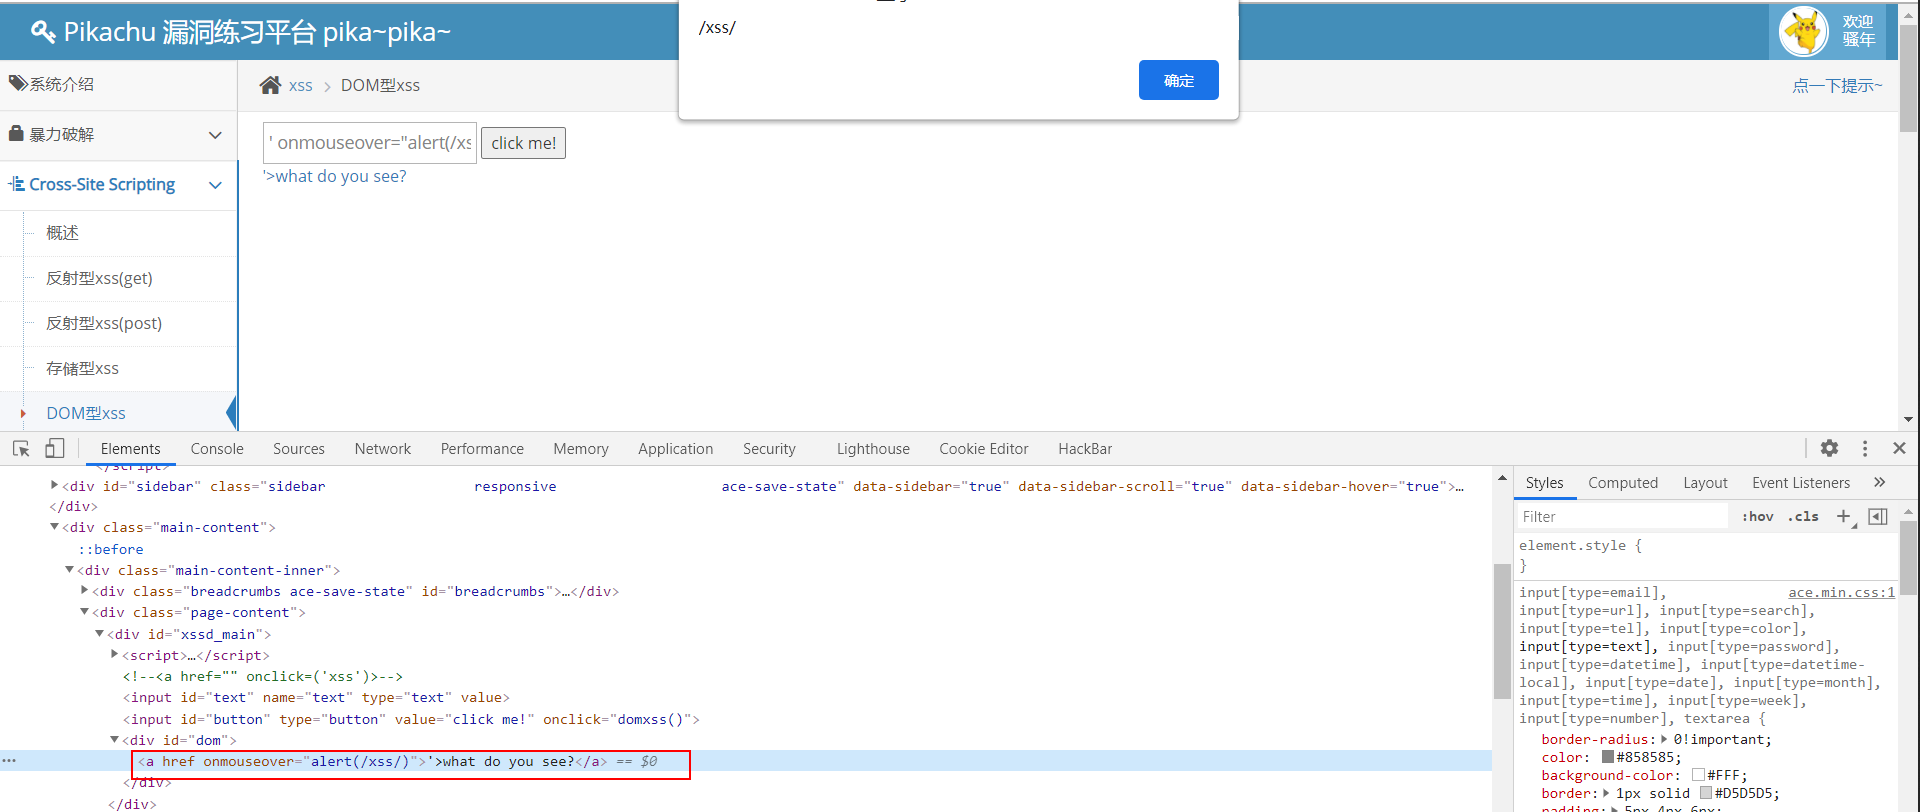 Pikachu 漏洞练习平台 pika~pika~
/xss/
确定
欢迎
骚年
系统介绍
xss
DOM型xss
点一下提示~
暴力破解
' onmouseover="alert(/xs
click me!
'>what do you see?
Cross-Site Scripting
概述
反射型xss(get)
反射型xss(post)
存储型xss
DOM型xss
Elements Console Sources Network Performance Memory Application Security Lighthouse Cookie Editor HackBar
</script>
<div id="sidebar" class="sidebar responsive ace-save-state" data-sidebar="true" data-sidebar-scroll="true" data-sidebar-hover="true">…
</div>
<div class="main-content">
::before
<div class="main-content-inner">
<div class="breadcrumbs ace-save-state" id="breadcrumbs">…</div>
<div class="page-content">
<div id="xssd_main">
<script>…</script>
<!--<a href="" onclick=('xss')>-->
<input id="text" name="text" type="text" value>
<input id="button" type="button" value="click me!" onclick="domxss()">
<div id="dom">
<a href onmouseover="alert(/xss/)">'>what do you see?</a> == $0
</div>
</div>
Styles Computed Layout Event Listeners »
Filter :hov .cls +
element.style {
}
input[type=email], ace.min.css:1
input[type=url], input[type=search],
input[type=tel], input[type=color],
input[type=text], input[type=password],
input[type=datetime], input[type=datetime-
local], input[type=date], input[type=month],
input[type=time], input[type=week],
input[type=number], textarea {
border-radius: 0!important;
color: #858585;
background-color: #FFF;
border: 1px solid #D5D5D5;
padding: 5px 4px 6px;